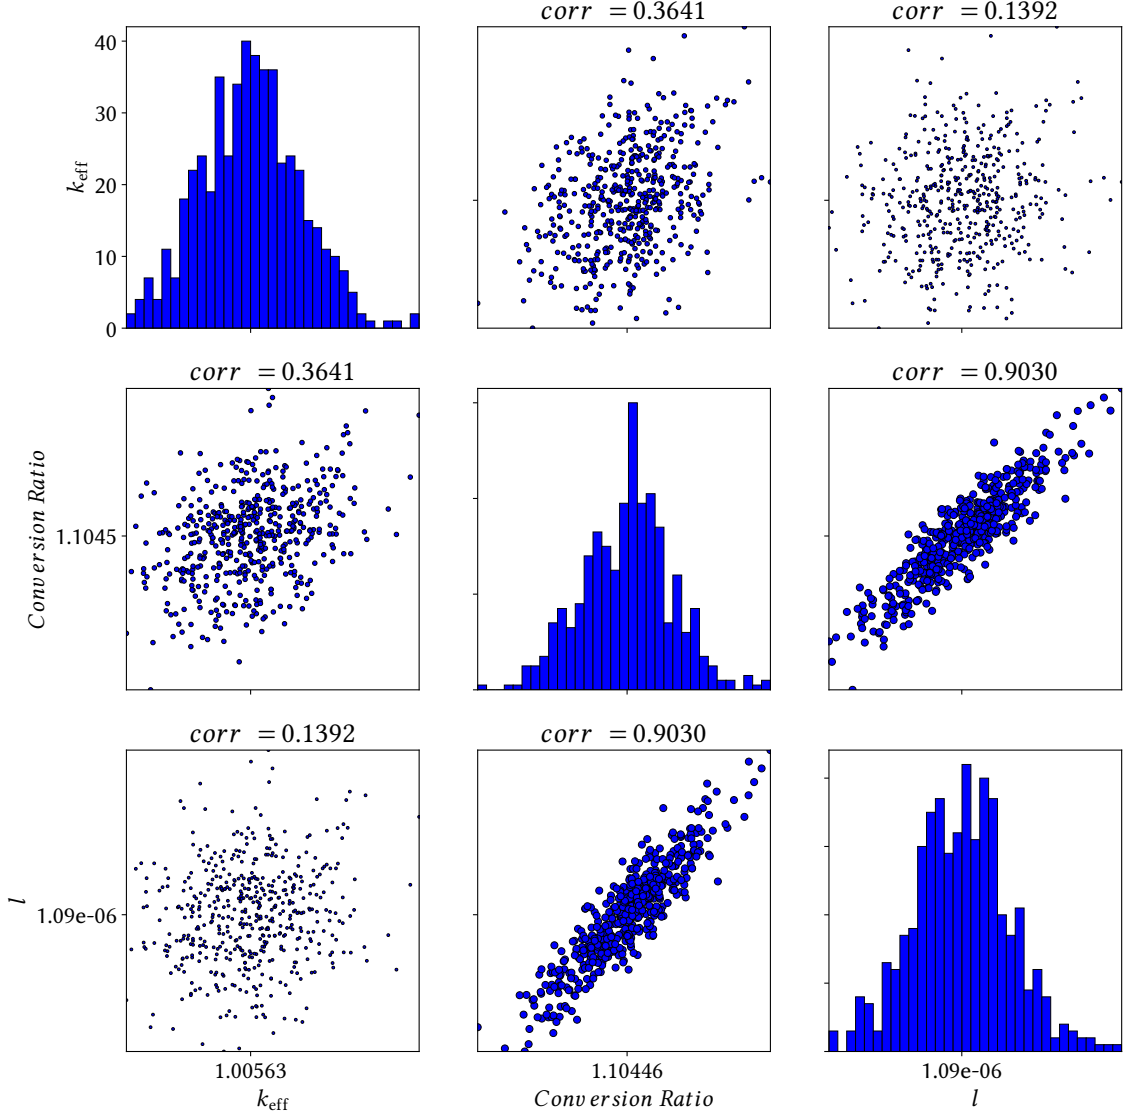 corr = 0.3641
corr = 0.1392
40
30
20
10
0
k_eff
corr = 0.3641
corr = 0.9030
Conversion Ratio
1.1045
corr = 0.1392
corr = 0.9030
l
1.09e-06
1.00563
1.10446
1.09e-06
k_eff
Conversion Ratio
l